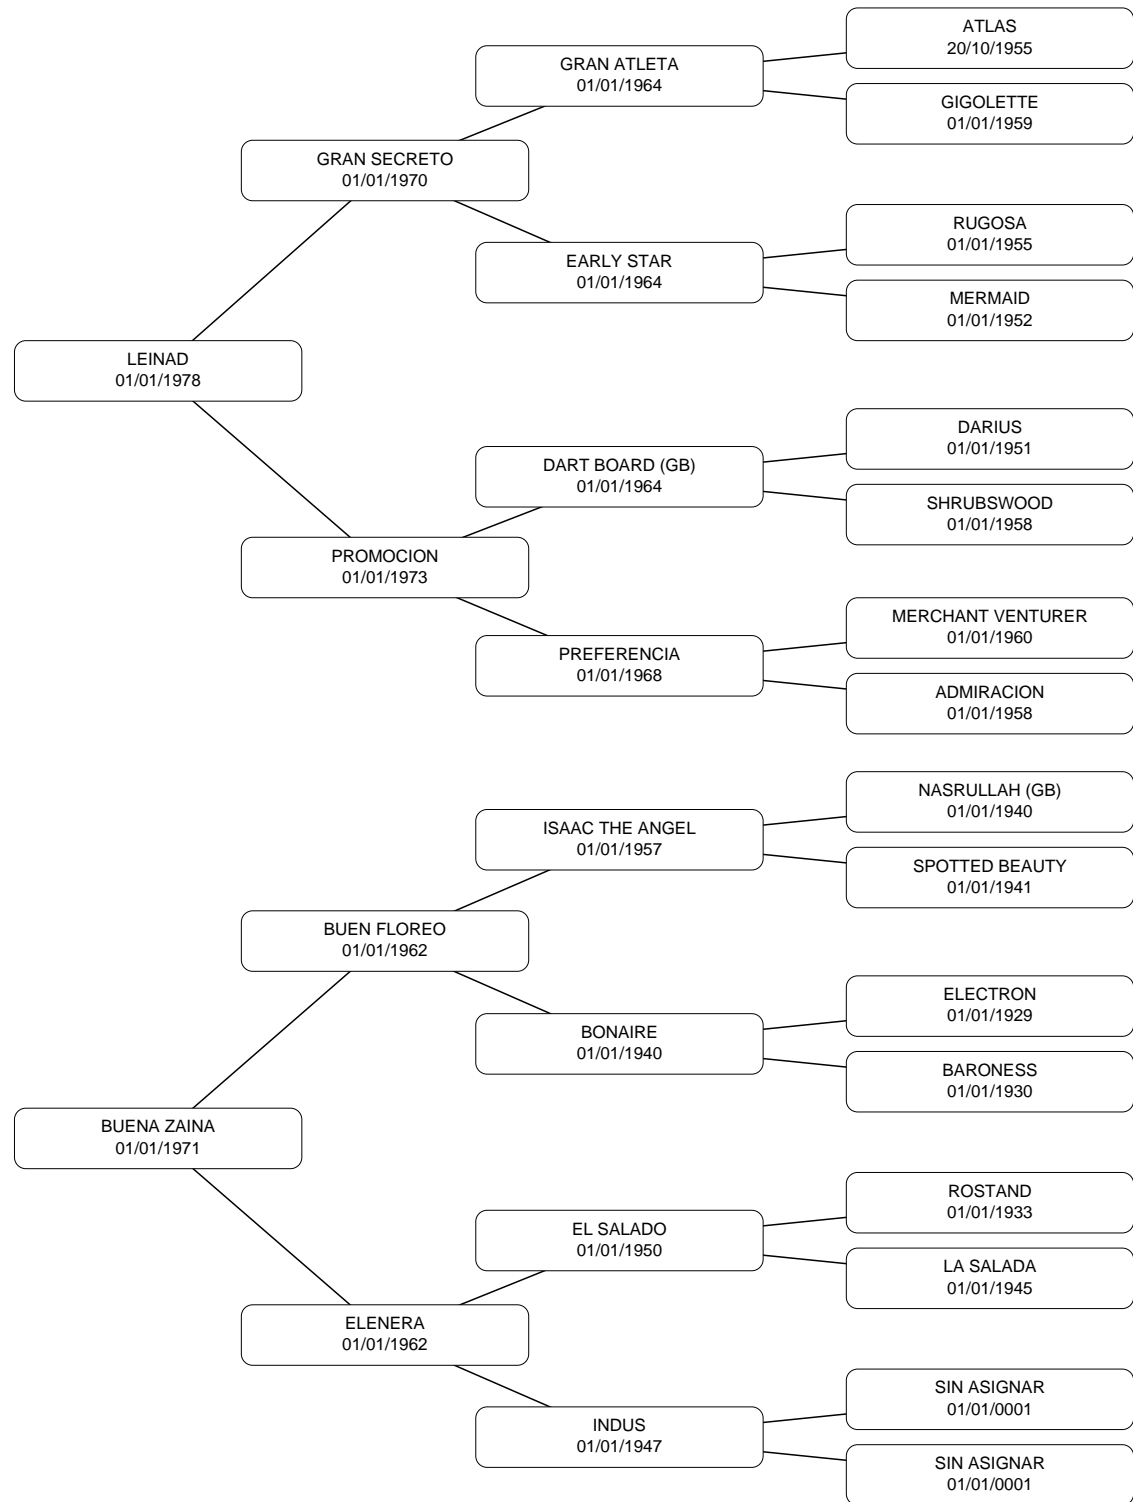 ATLAS
20/10/1955
GRAN ATLETA
01/01/1964
GIGOLETTE
01/01/1959
GRAN SECRETO
01/01/1970
RUGOSA
01/01/1955
EARLY STAR
01/01/1964
MERMAID
01/01/1952
LEINAD
01/01/1978
DARIUS
01/01/1951
DART BOARD (GB)
01/01/1964
SHRUBSWOOD
01/01/1958
PROMOCION
01/01/1973
MERCHANT VENTURER
01/01/1960
PREFERENCIA
01/01/1968
ADMIRACION
01/01/1958
NASRULLAH (GB)
01/01/1940
ISAAC THE ANGEL
01/01/1957
SPOTTED BEAUTY
01/01/1941
BUEN FLOREO
01/01/1962
ELECTRON
01/01/1929
BONAIRE
01/01/1940
BARONESS
01/01/1930
BUENA ZAINA
01/01/1971
ROSTAND
01/01/1933
EL SALADO
01/01/1950
LA SALADA
01/01/1945
ELENERA
01/01/1962
SIN ASIGNAR
01/01/0001
INDUS
01/01/1947
SIN ASIGNAR
01/01/0001